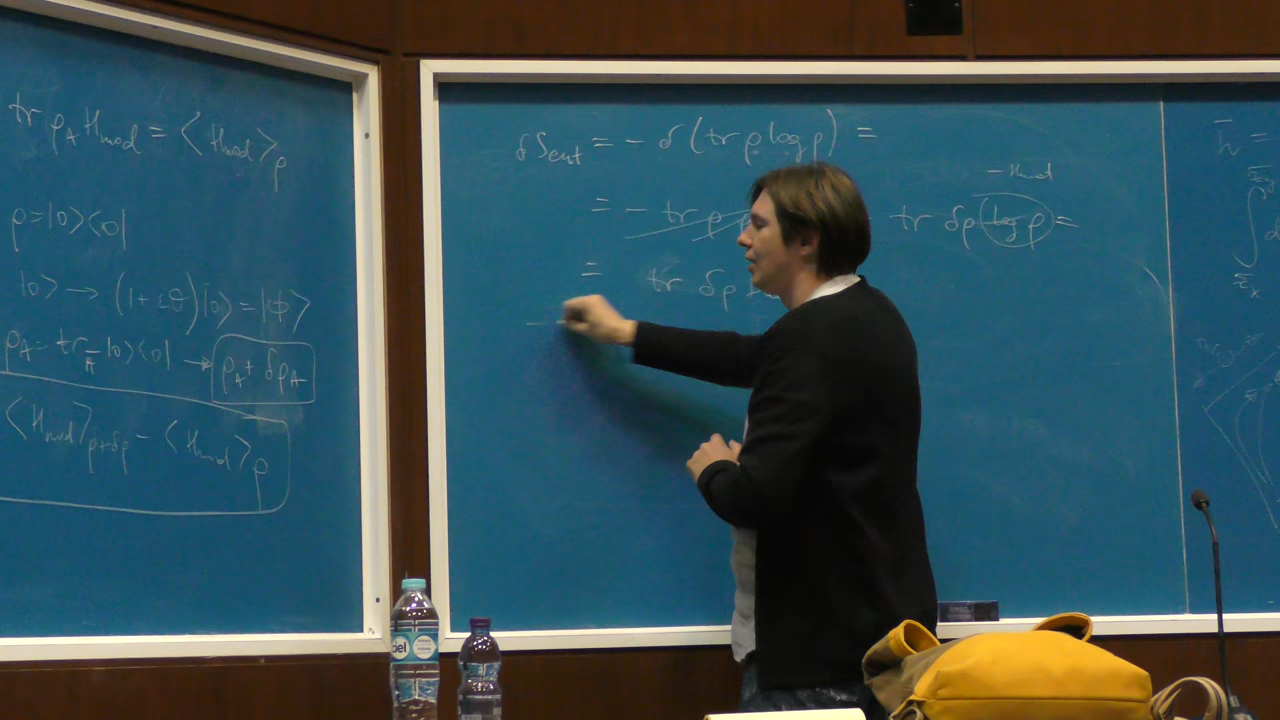 tr ρ_A H_mod = ⟨H_mod⟩_ρ
ρ = |0⟩⟨0|
|0⟩ → (1+εθ)|0⟩ = |Φ⟩
ρ_A = tr_Ā |0⟩⟨0| → ρ_A + δρ_A
⟨H_mod⟩_{ρ+δρ} - ⟨H_mod⟩_ρ
δS_ent = - δ(tr ρ log ρ) =
- H_mod
= - tr ρ
tr δρ log ρ =
= tr δρ
h̄ =
ciel